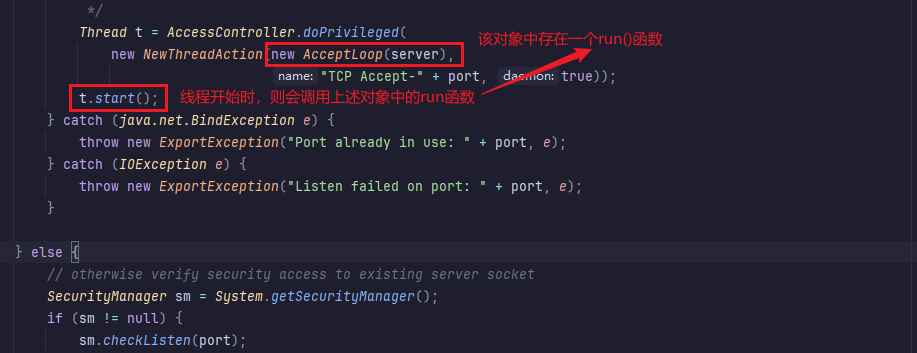 */
Thread t = AccessController.doPrivileged(
该对象中存在一个run()函数
new NewThreadAction(new AcceptLoop(server),
name: "TCP Accept-" + port, daemon: true));
t.start();
线程开始时，则会调用上述对象中的run函数
} catch (java.net.BindException e) {
throw new ExportException("Port already in use: " + port, e);
} catch (IOException e) {
throw new ExportException("Listen failed on port: " + port, e);
}
} else {
// otherwise verify security access to existing server socket
SecurityManager sm = System.getSecurityManager();
if (sm != null) {
sm.checkListen(port);